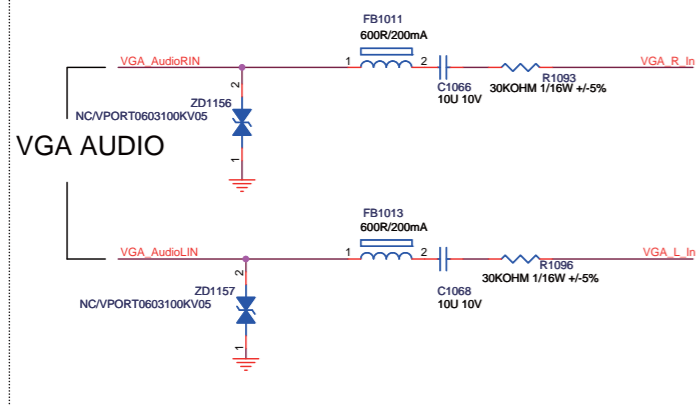 FB1011
600R/200mA
VGA_AudioRIN
1
2
VGA_R_In
C1066
10U 10V
R1093
30KOHM 1/16W +/-5%
2
ZD1156
NC/VPORT0603100KV05
1
VGA AUDIO
FB1013
600R/200mA
VGA_AudioLIN
1
2
VGA_L_In
C1068
10U 10V
R1096
30KOHM 1/16W +/-5%
2
ZD1157
NC/VPORT0603100KV05
1